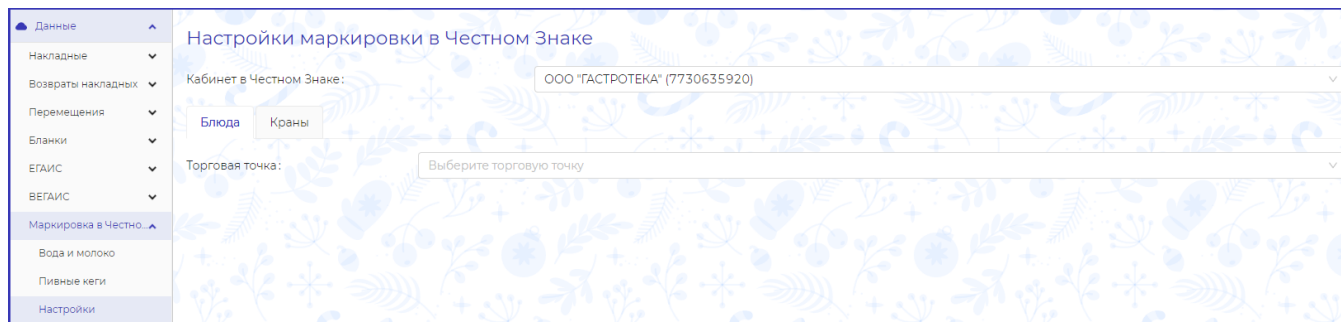 Данные
Накладные
Возвраты накладных
Перемещения
Бланки
ЕГАИС
ВЕГАИС
Маркировка в Честно...
Вода и молоко
Пивные кеги
Настройки
Настройки маркировки в Честном Знаке
Кабинет в Честном Знаке: ООО "ГАСТРОТЕКА" (7730635920)
Блюда Краны
Торговая точка: Выберите торговую точку